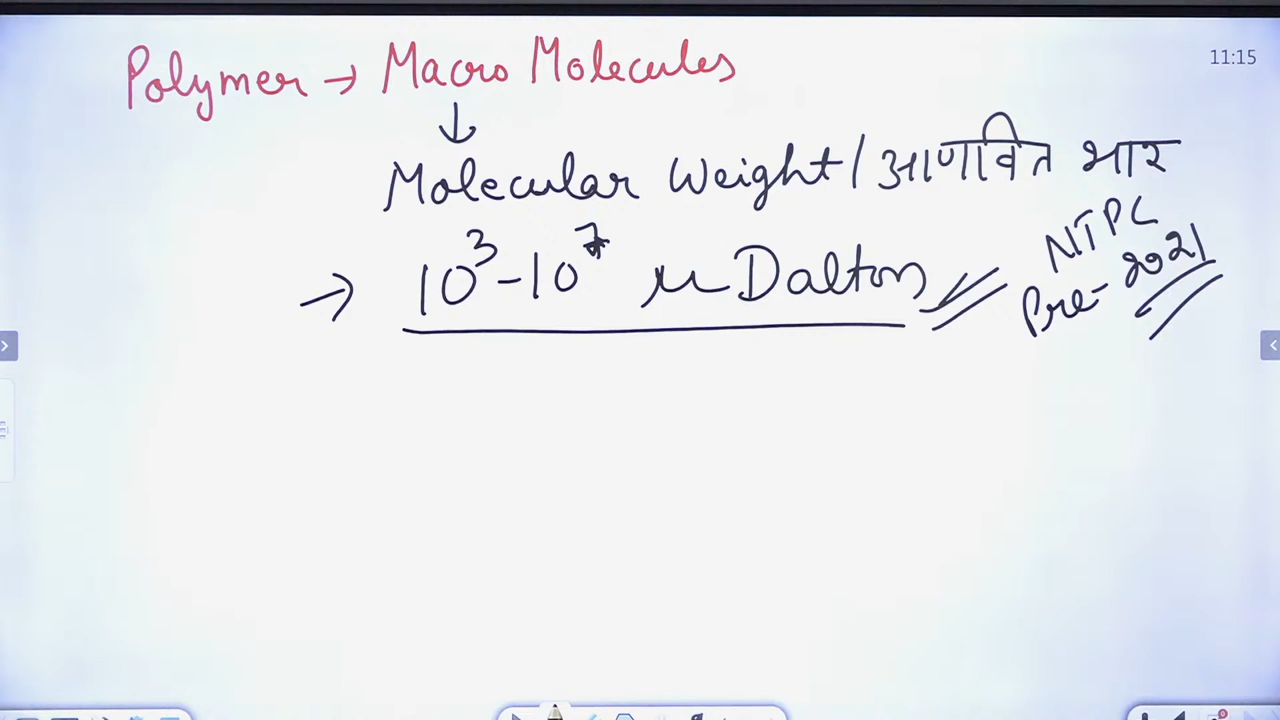 11:15
Polymer → Macro Molecules
↓
Molecular Weight / आणवित भार
→ 10³ - 10⁷ μ Dalton
NTPC
Pre - 2021